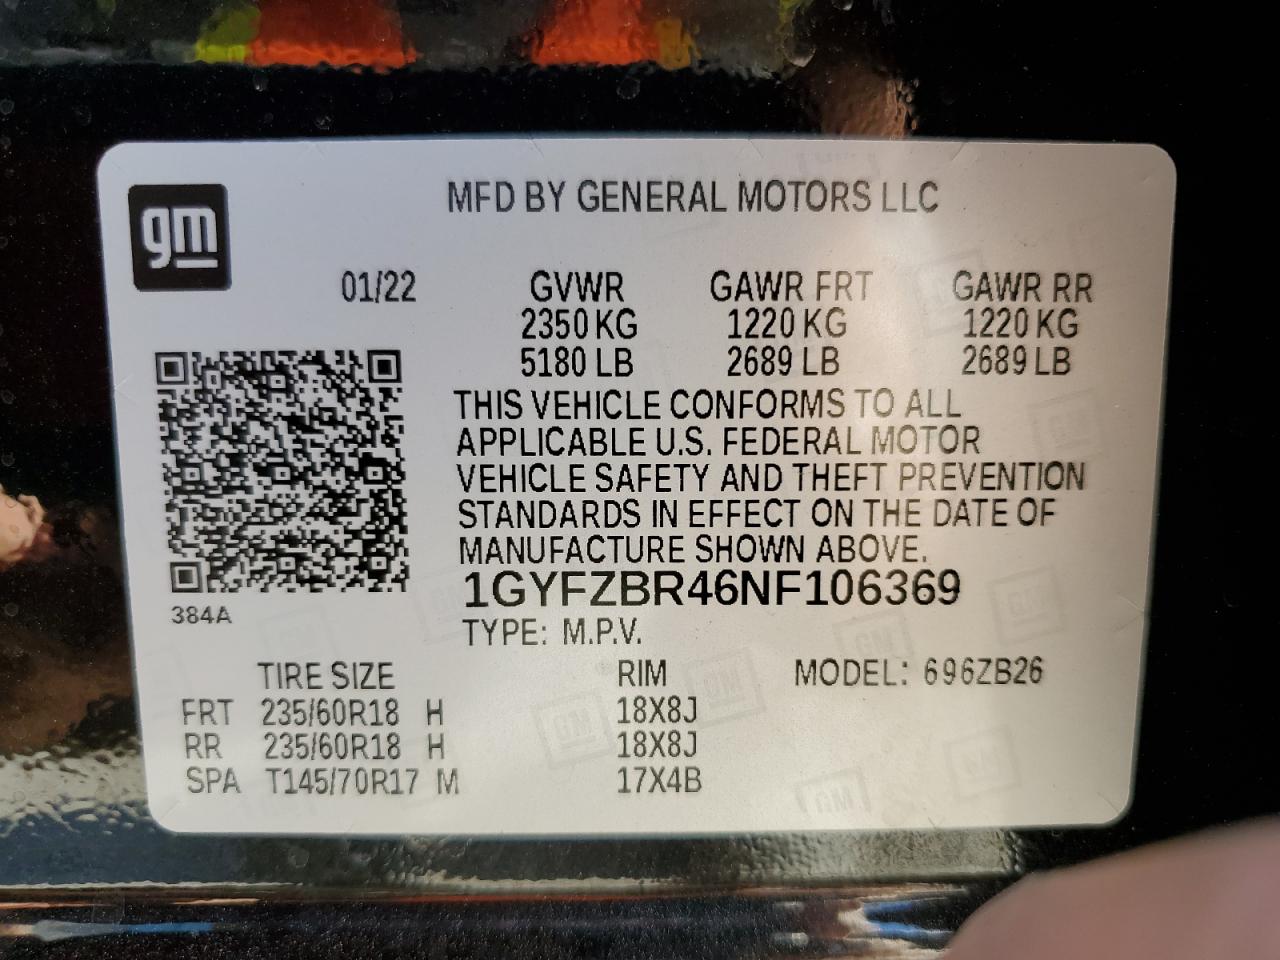 gm
MFD BY GENERAL MOTORS LLC
01/22 GVWR GAWR FRT GAWR RR
2350 KG 1220 KG 1220 KG
5180 LB 2689 LB 2689 LB
THIS VEHICLE CONFORMS TO ALL
APPLICABLE U.S. FEDERAL MOTOR
VEHICLE SAFETY AND THEFT PREVENTION
STANDARDS IN EFFECT ON THE DATE OF
MANUFACTURE SHOWN ABOVE.
1GYFZBR46NF106369
384A
TYPE: M.P.V.
TIRE SIZE RIM MODEL: 696ZB26
FRT 235/60R18 H 18X8J
RR 235/60R18 H 18X8J
SPA T145/70R17 M 17X4B